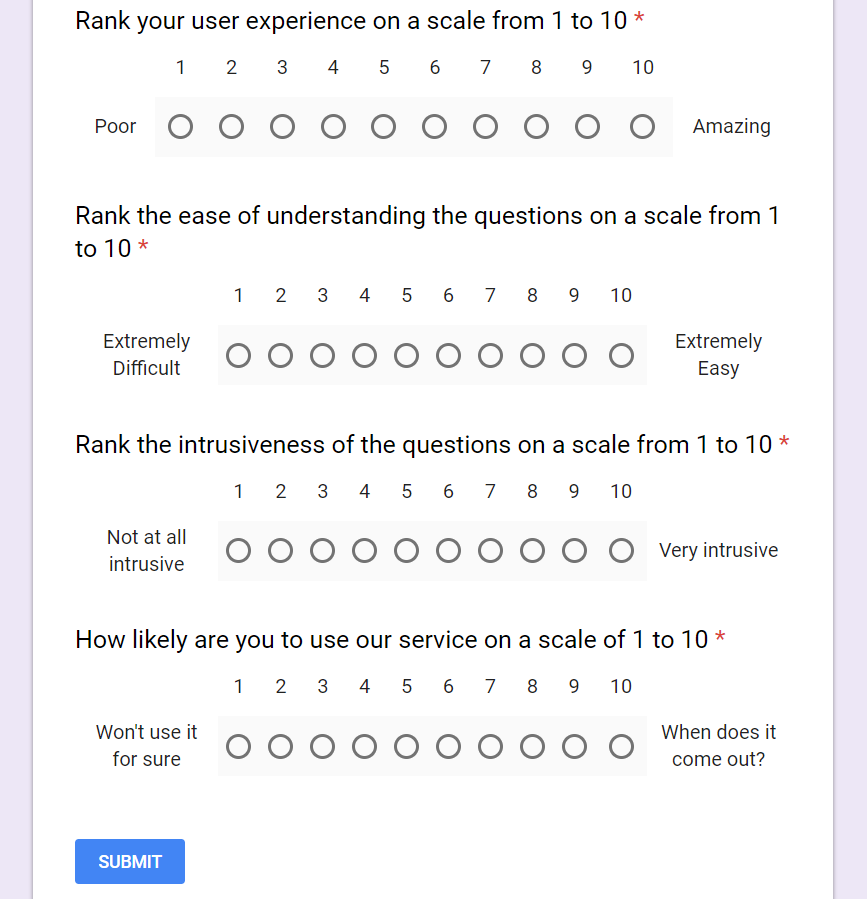 Rank your user experience on a scale from 1 to 10 *
1 2 3 4 5 6 7 8 9 10
Poor Amazing
Rank the ease of understanding the questions on a scale from 1
to 10 *
1 2 3 4 5 6 7 8 9 10
Extremely
Difficult
Extremely
Easy
Rank the intrusiveness of the questions on a scale from 1 to 10 *
1 2 3 4 5 6 7 8 9 10
Not at all
intrusive
Very intrusive
How likely are you to use our service on a scale of 1 to 10 *
1 2 3 4 5 6 7 8 9 10
Won't use it
for sure
When does it
come out?
SUBMIT